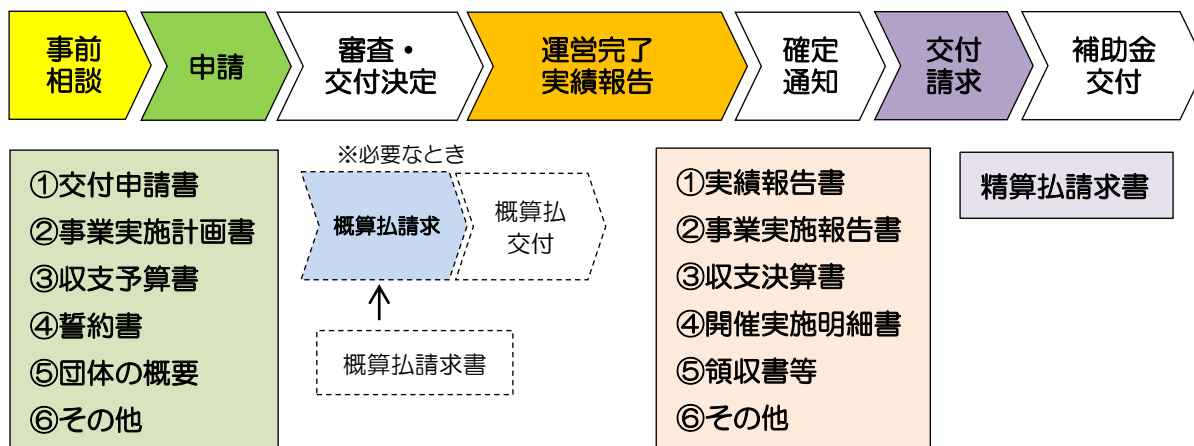 事前
相談
申請
審査・
交付決定
運営完了
実績報告
確定
通知
交付
請求
補助金
交付
①交付申請書
②事業実施計画書
③収支予算書
④誓約書
⑤団体の概要
⑥その他
※必要なとき
概算払請求
概算払
交付
概算払請求書
①実績報告書
②事業実施報告書
③収支決算書
④開催実施明細書
⑤領収書等
⑥その他
精算払請求書